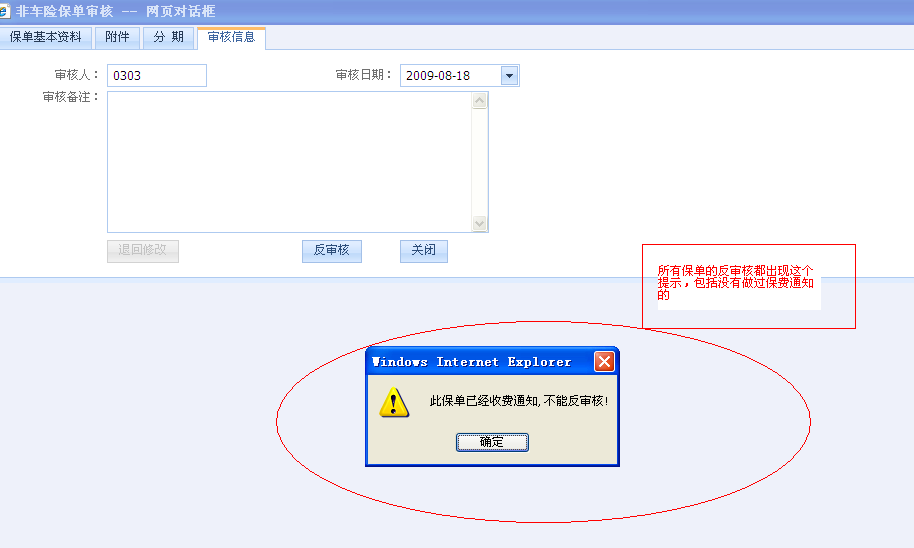 非车险保单审核 -- 网页对话框
保单基本资料 附件 分 期 审核信息
审核人： 0303 审核日期： 2009-08-18
审核备注：
退回修改 反审核 关闭
所有保单的反审核都出现这个
提示，包括没有做过保费通知
的
Windows Internet Explorer
此保单已经收费通知,不能反审核!
确定